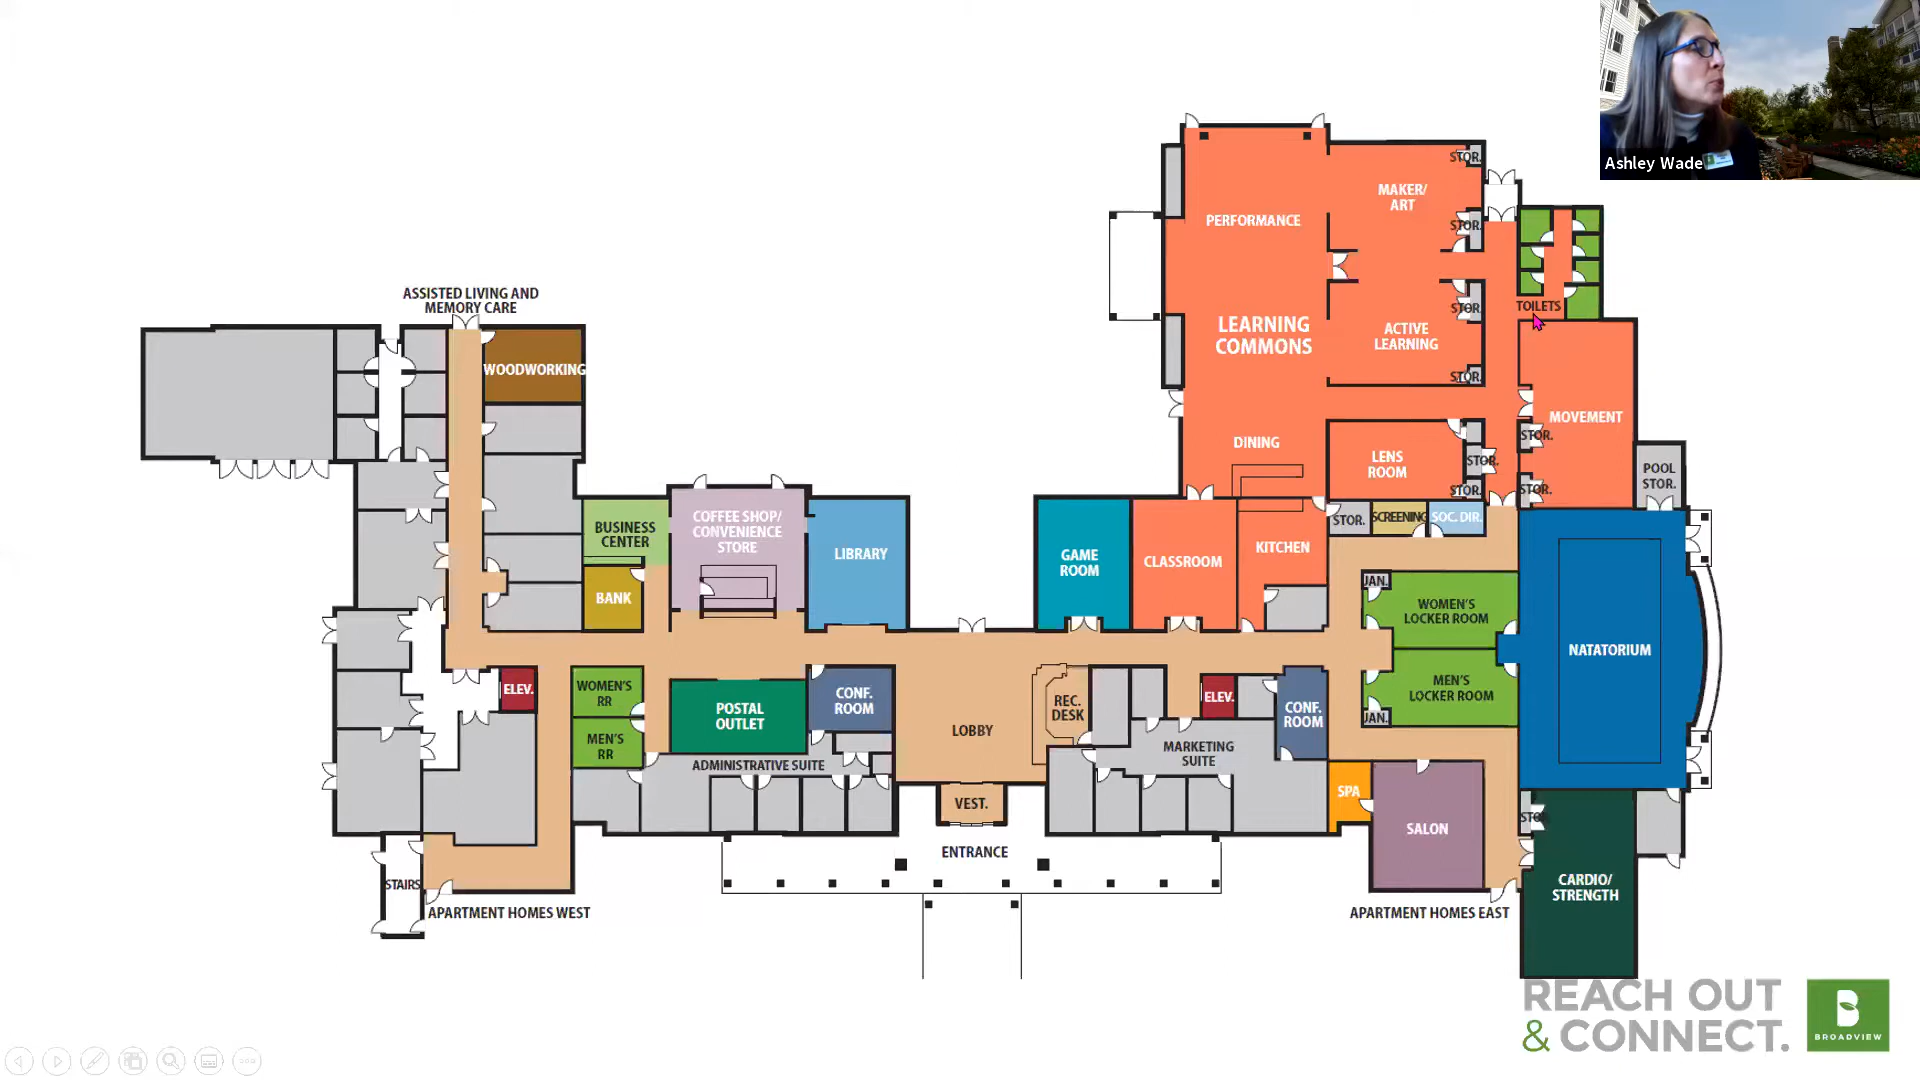 Ashley Wade
STOR.
MAKER/
ART
PERFORMANCE
STOR.
ASSISTED LIVING AND
MEMORY CARE
STOR.
TOILETS
LEARNING
COMMONS
ACTIVE
LEARNING
WOODWORKING
STOR.
MOVEMENT
DINING
STOR.
LENS
ROOM
STOR.
POOL
STOR.
STOR.
STOR.
COFFEE SHOP/
CONVENIENCE
STORE
BUSINESS
CENTER
STOR.
SCREENING
SOC. DIR.
LIBRARY
GAME
ROOM
CLASSROOM
KITCHEN
BANK
JAN.
WOMEN'S
LOCKER ROOM
NATATORIUM
ELEV.
WOMEN'S
RR
POSTAL
OUTLET
CONF.
ROOM
LOBBY
REC.
DESK
ELEV.
CONF.
ROOM
MEN'S
LOCKER ROOM
JAN.
MEN'S
RR
ADMINISTRATIVE SUITE
MARKETING
SUITE
VEST.
SPA
SALON
STO
ENTRANCE
STAIRS
CARDIO/
STRENGTH
APARTMENT HOMES WEST
APARTMENT HOMES EAST
REACH OUT
& CONNECT.
B
BROADVIEW